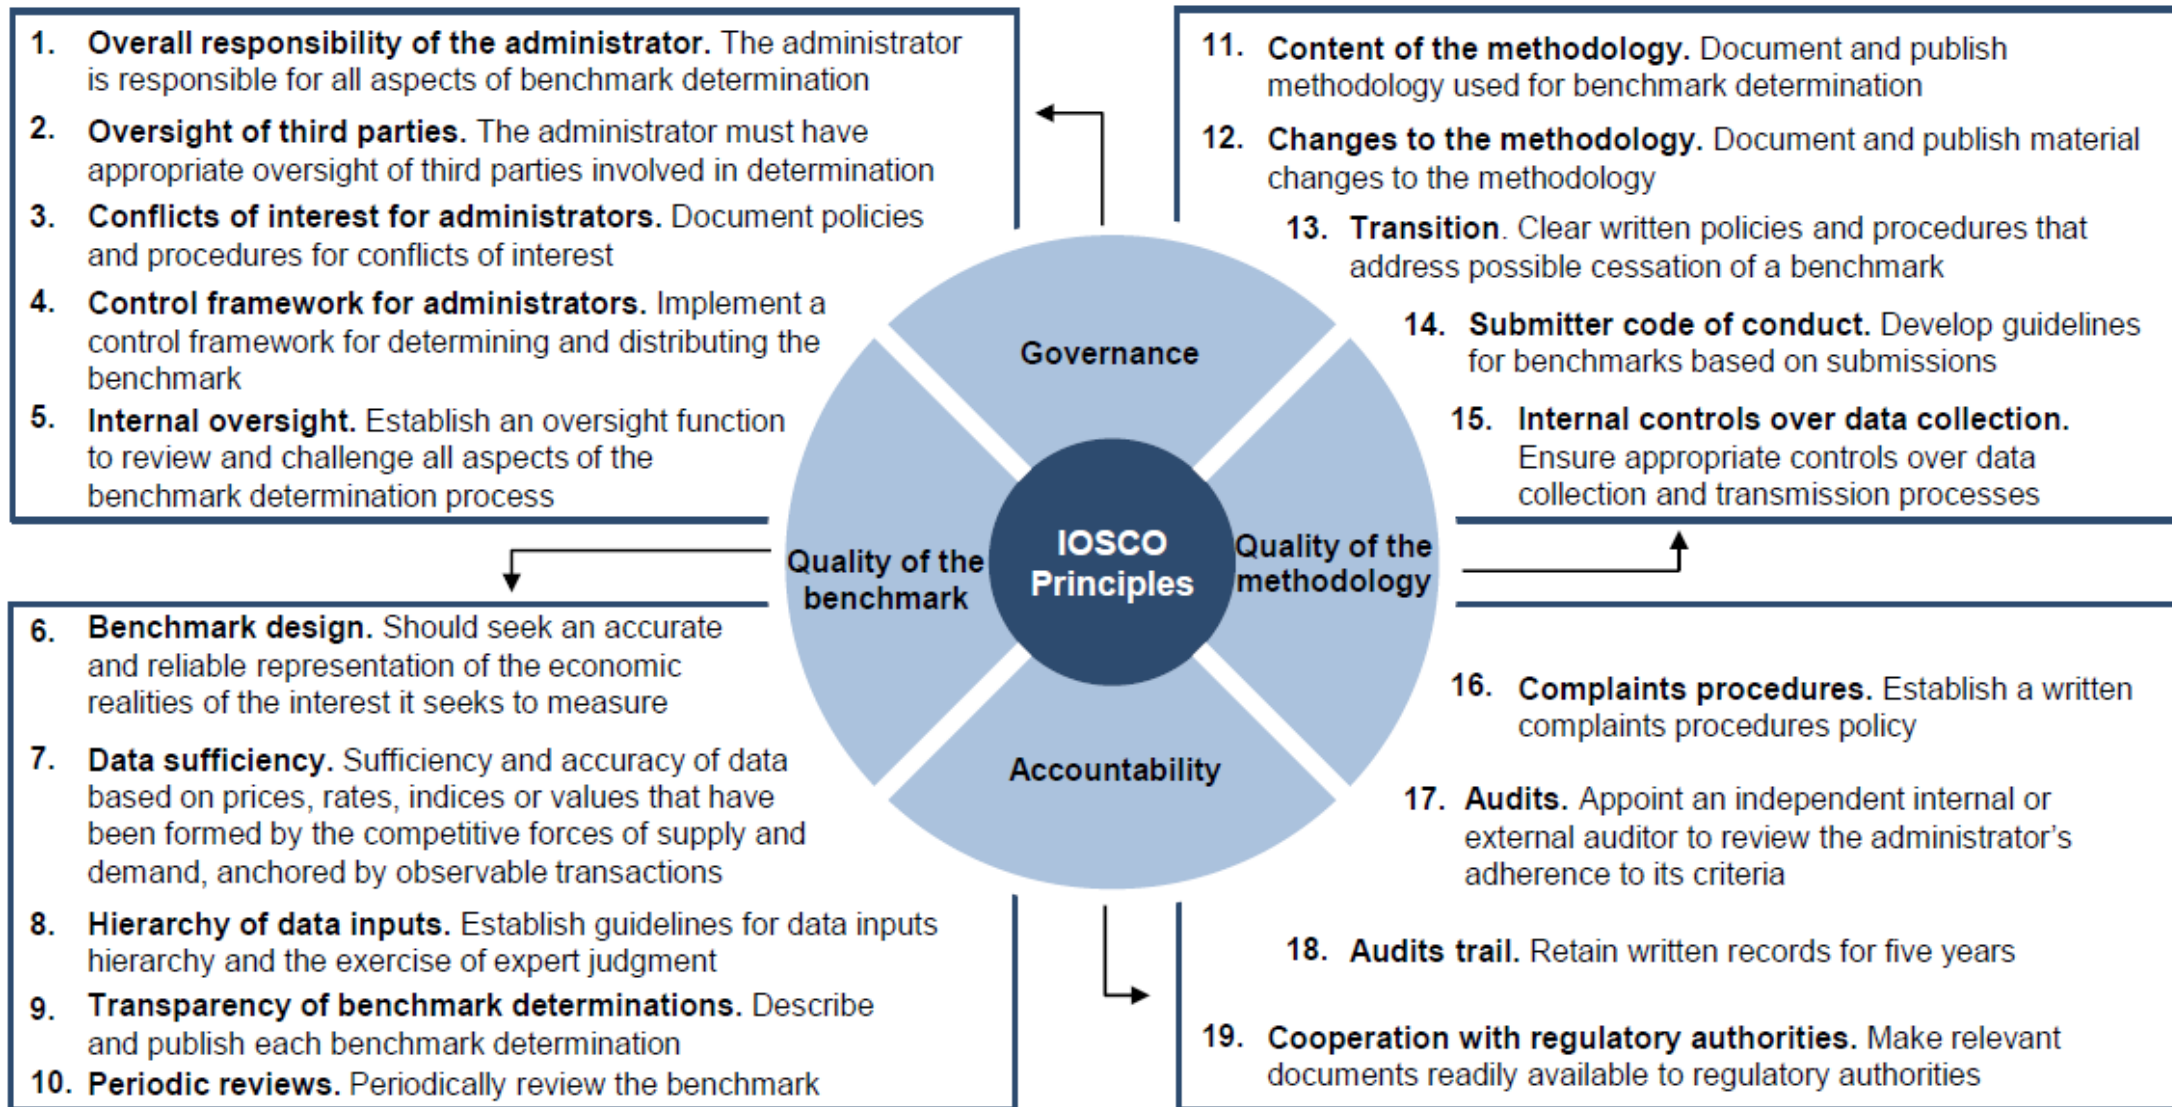 1. Overall responsibility of the administrator. The administrator
is responsible for all aspects of benchmark determination
2. Oversight of third parties. The administrator must have
appropriate oversight of third parties involved in determination
3. Conflicts of interest for administrators. Document policies
and procedures for conflicts of interest
4. Control framework for administrators. Implement a
control framework for determining and distributing the
benchmark
5. Internal oversight. Establish an oversight function
to review and challenge all aspects of the
benchmark determination process
11. Content of the methodology. Document and publish
methodology used for benchmark determination
12. Changes to the methodology. Document and publish material
changes to the methodology
13. Transition. Clear written policies and procedures that
address possible cessation of a benchmark
14. Submitter code of conduct. Develop guidelines
for benchmarks based on submissions
15. Internal controls over data collection.
Ensure appropriate controls over data
collection and transmission processes
Governance
Quality of the
benchmark
IOSCO
Principles
Quality of the
methodology
Accountability
6. Benchmark design. Should seek an accurate
and reliable representation of the economic
realities of the interest it seeks to measure
7. Data sufficiency. Sufficiency and accuracy of data
based on prices, rates, indices or values that have
been formed by the competitive forces of supply and
demand, anchored by observable transactions
8. Hierarchy of data inputs. Establish guidelines for data inputs
hierarchy and the exercise of expert judgment
9. Transparency of benchmark determinations. Describe
and publish each benchmark determination
10. Periodic reviews. Periodically review the benchmark
16. Complaints procedures. Establish a written
complaints procedures policy
17. Audits. Appoint an independent internal or
external auditor to review the administrator's
adherence to its criteria
18. Audits trail. Retain written records for five years
19. Cooperation with regulatory authorities. Make relevant
documents readily available to regulatory authorities